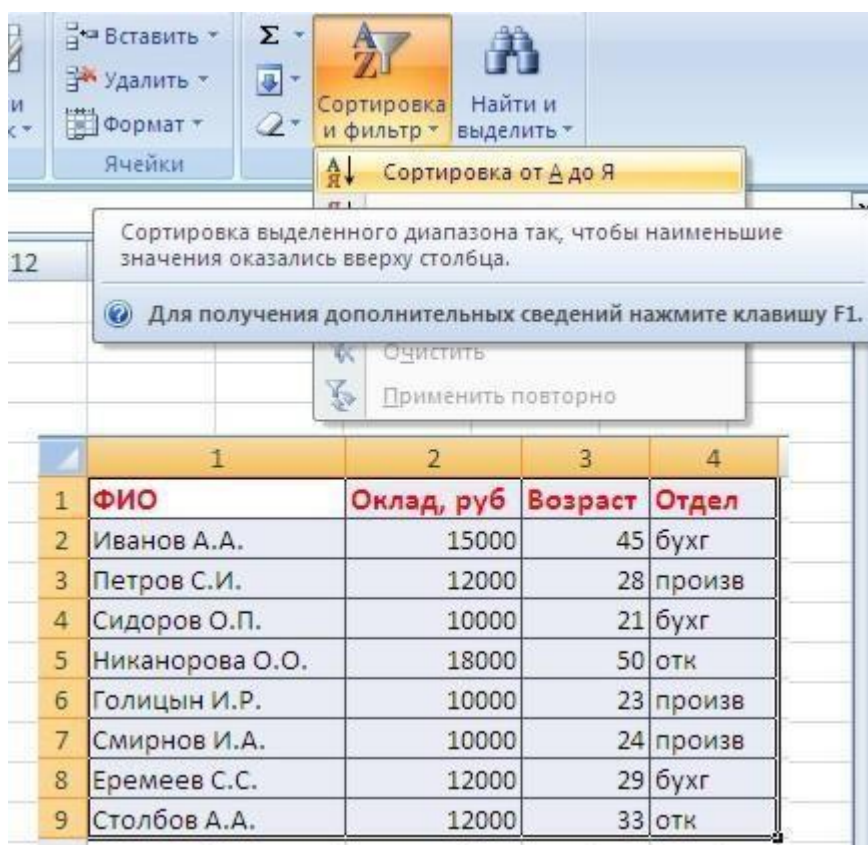 Вставить
Удалить
Формат
Ячейки
и
Σ
Сортировка
и фильтр
Найти и
выделить
Сортировка от А до Я
Сортировка выделенного диапазона так, чтобы наименьшие
значения оказались вверху столбца.
Для получения дополнительных сведений нажмите клавишу F1.
12
Очистить
Применить повторно
1 2 3 4
1 ФИО Оклад, руб Возраст Отдел
2 Иванов А.А. 15000 45 бухг
3 Петров С.И. 12000 28 произв
4 Сидоров О.П. 10000 21 бухг
5 Никанорова О.О. 18000 50 отк
6 Голицын И.Р. 10000 23 произв
7 Смирнов И.А. 10000 24 произв
8 Еремеев С.С. 12000 29 бухг
9 Столбов А.А. 12000 33 отк